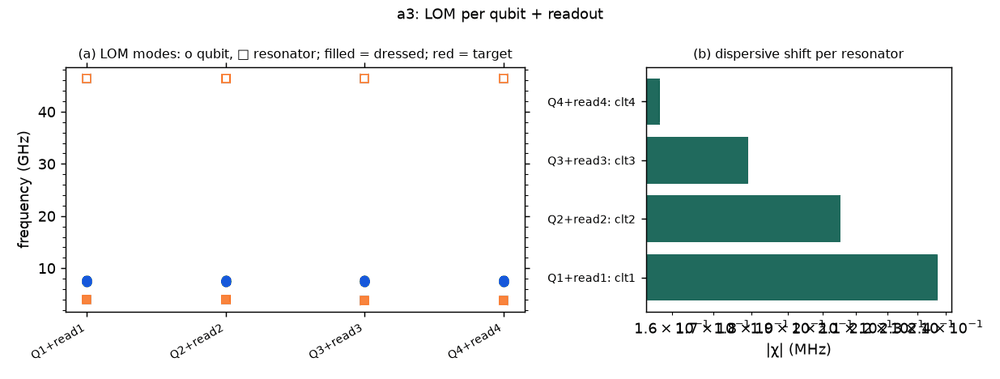 a3: LOM per qubit + readout
(a) LOM modes: o qubit, □ resonator; filled = dressed; red = target
frequency (GHz)
40
30
20
10
Q1+read1
Q2+read2
Q3+read3
Q4+read4
(b) dispersive shift per resonator
Q4+read4: clt4
Q3+read3: clt3
Q2+read2: clt2
Q1+read1: clt1
|χ| (MHz)